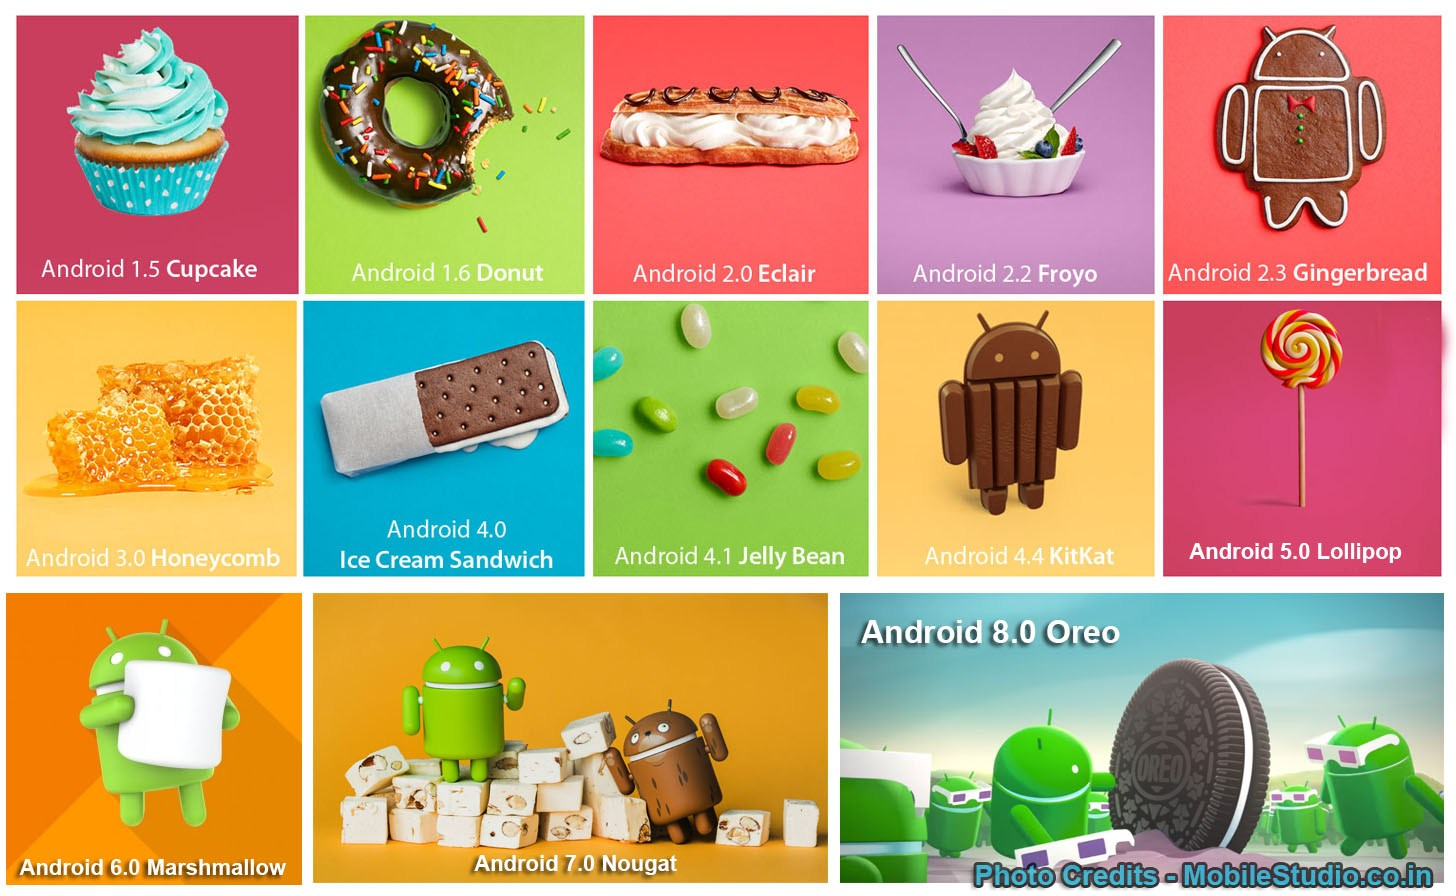 Android 1.5 Cupcake
Android 1.6 Donut
Android 2.0 Eclair
Android 2.2 Froyo
Android 2.3 Gingerbread
Android 3.0 Honeycomb
Android 4.0
Ice Cream Sandwich
Android 4.1 Jelly Bean
Android 4.4 KitKat
Android 5.0 Lollipop
Android 6.0 Marshmallow
Android 7.0 Nougat
Android 8.0 Oreo
OREO
Photo Credits - MobileStudio.co.in